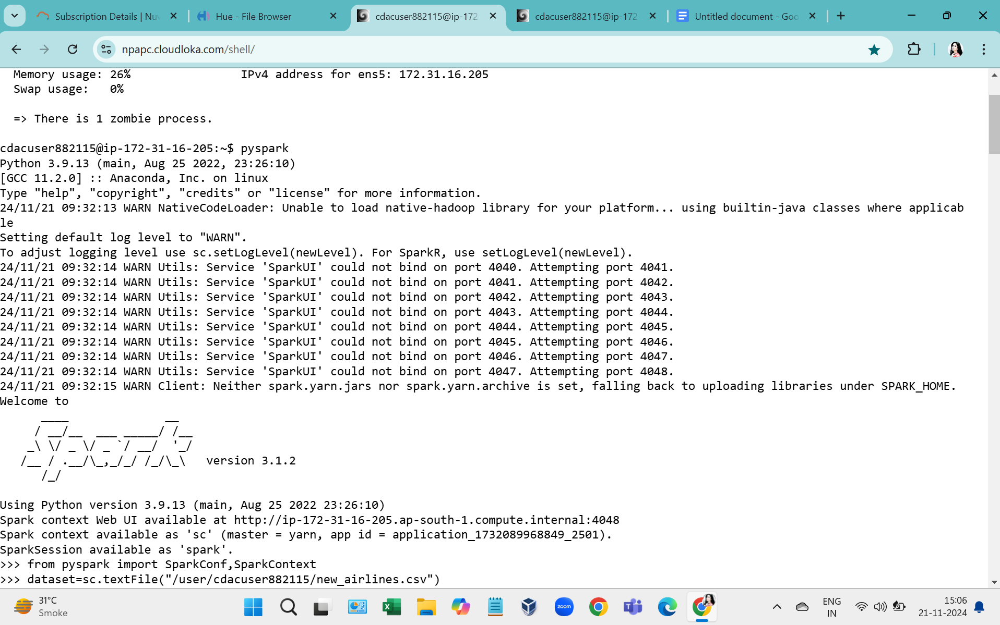 Subscription Details | Nuv
Hue - File Browser
cdacuser882115@ip-172
cdacuser882115@ip-172
Untitled document - Goo
npapc.cloudloka.com/shell/
Memory usage: 26%                IPv4 address for ens5: 172.31.16.205
Swap usage:   0%
=> There is 1 zombie process.
cdacuser882115@ip-172-31-16-205:~$ pyspark
Python 3.9.13 (main, Aug 25 2022, 23:26:10)
[GCC 11.2.0] :: Anaconda, Inc. on linux
Type "help", "copyright", "credits" or "license" for more information.
24/11/21 09:32:13 WARN NativeCodeLoader: Unable to load native-hadoop library for your platform... using builtin-java classes where applicab
le
Setting default log level to "WARN".
To adjust logging level use sc.setLogLevel(newLevel). For SparkR, use setLogLevel(newLevel).
24/11/21 09:32:14 WARN Utils: Service 'SparkUI' could not bind on port 4040. Attempting port 4041.
24/11/21 09:32:14 WARN Utils: Service 'SparkUI' could not bind on port 4041. Attempting port 4042.
24/11/21 09:32:14 WARN Utils: Service 'SparkUI' could not bind on port 4042. Attempting port 4043.
24/11/21 09:32:14 WARN Utils: Service 'SparkUI' could not bind on port 4043. Attempting port 4044.
24/11/21 09:32:14 WARN Utils: Service 'SparkUI' could not bind on port 4044. Attempting port 4045.
24/11/21 09:32:14 WARN Utils: Service 'SparkUI' could not bind on port 4045. Attempting port 4046.
24/11/21 09:32:14 WARN Utils: Service 'SparkUI' could not bind on port 4046. Attempting port 4047.
24/11/21 09:32:14 WARN Utils: Service 'SparkUI' could not bind on port 4047. Attempting port 4048.
24/11/21 09:32:15 WARN Client: Neither spark.yarn.jars nor spark.yarn.archive is set, falling back to uploading libraries under SPARK_HOME.
Welcome to
      ____              __
     / __/__  ___ _____/ /__
    _\ \/ _ \/ _ `/ __/  '_/
   /__ / .__/\_,_/_/ /_/\_\   version 3.1.2
      /_/
Using Python version 3.9.13 (main, Aug 25 2022 23:26:10)
Spark context Web UI available at http://ip-172-31-16-205.ap-south-1.compute.internal:4048
Spark context available as 'sc' (master = yarn, app id = application_1732089968849_2501).
SparkSession available as 'spark'.
>>> from pyspark import SparkConf,SparkContext
>>> dataset=sc.textFile("/user/cdacuser882115/new_airlines.csv")
31°C
Smoke
zoom
ENG
IN
15:06
21-11-2024